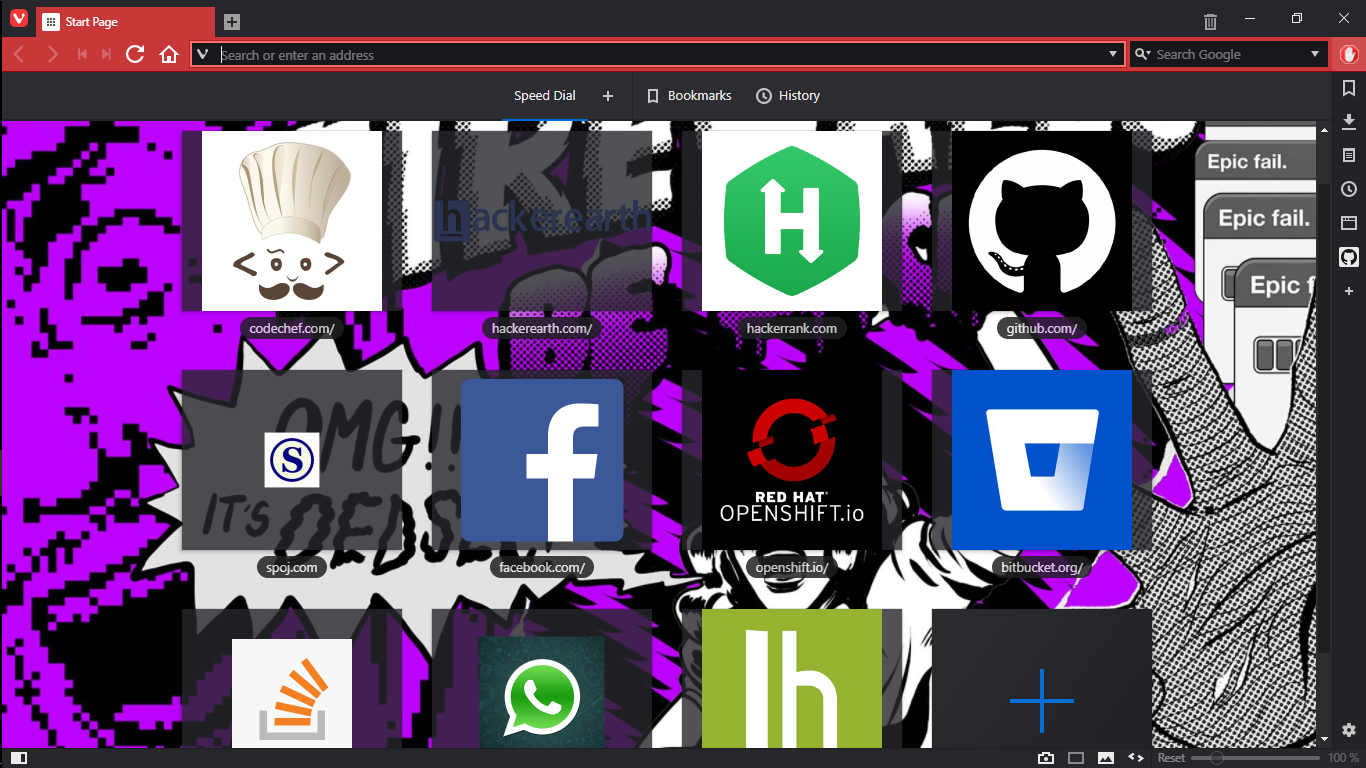 Start Page
Search or enter an address
Search Google
Speed Dial
Bookmarks
History
Epic fail.
Epic fail.
Epic f
hackerearth
H
codechef.com/
hackerearth.com/
hackerrank.com
github.com/
OMG!!
IT'S
S
f
RED HAT
OPENSHIFT.io
spoj.com
facebook.com/
openshift.io/
bitbucket.org/
Ih
Reset
100 %